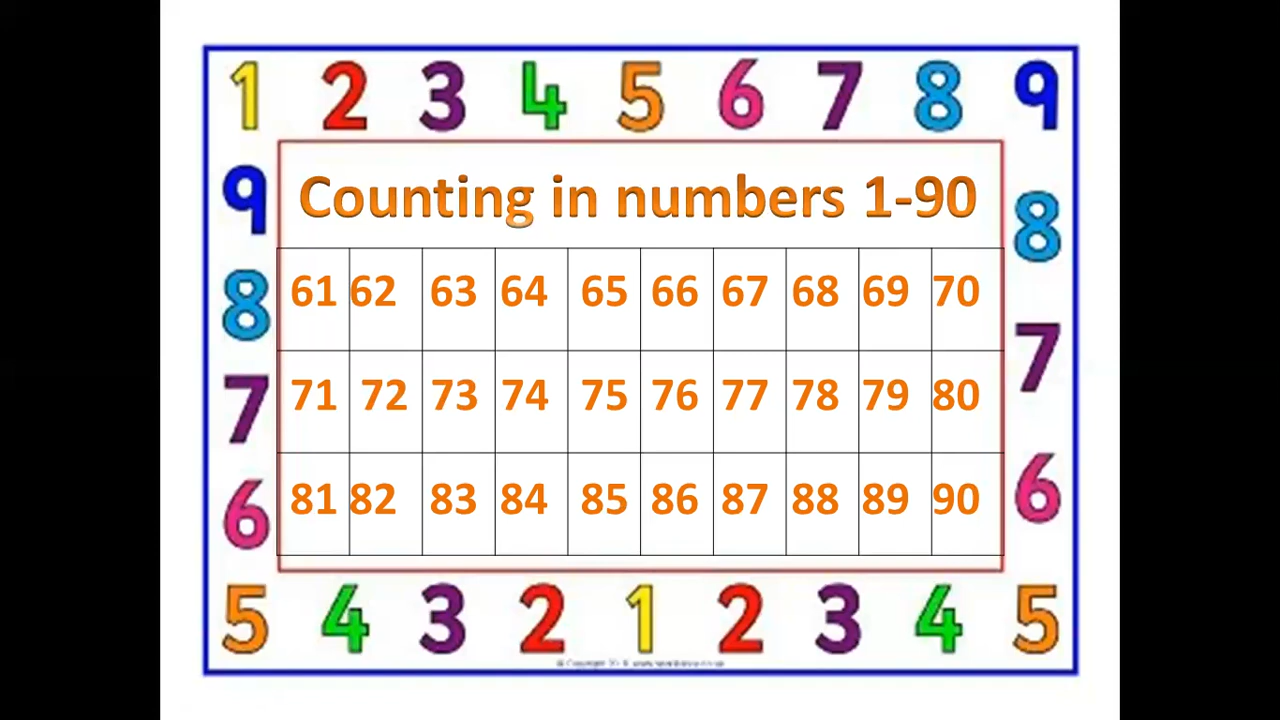 1 2 3 4 5 6 7 8 9
Counting in numbers 1-90
9 8
61 62 63 64 65 66 67 68 69 70
8 7
71 72 73 74 75 76 77 78 79 80
7
81 82 83 84 85 86 87 88 89 90
6 6
5 4 3 2 1 2 3 4 5
© Copyright